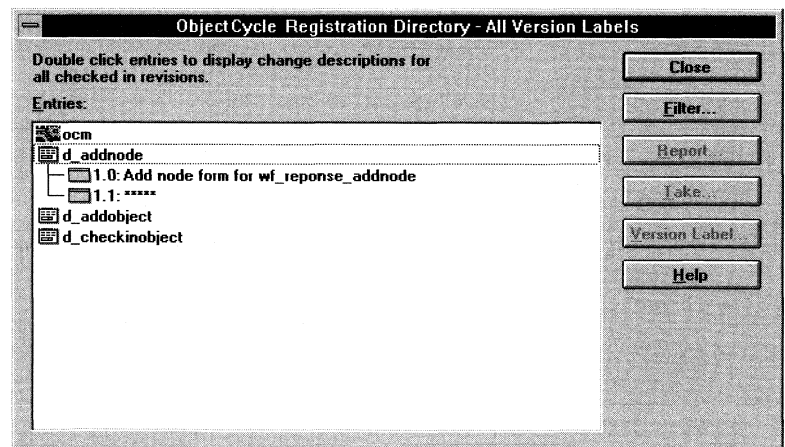 ObjectCycle Registration Directory - All Version Labels
Double click entries to display change descriptions for
all checked in revisions.
Entries:
ocm
d_addnode
1.0: Add node form for wf_reponse_addnode
1.1: *****
d_addobject
d_checkinobject
Close
Filter...
Report...
Take...
Version Label...
Help